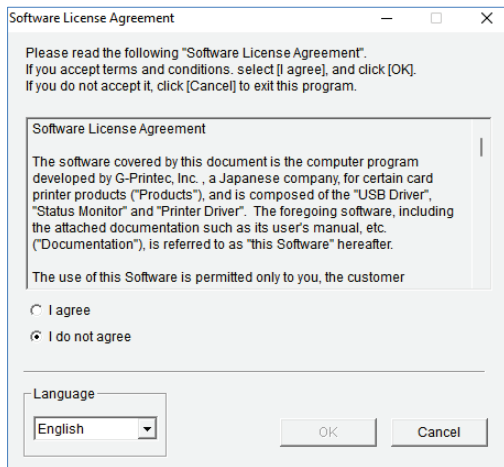 Software License Agreement
Please read the following "Software License Agreement".
If you accept terms and conditions. select [I agree], and click [OK].
If you do not accept it, click [Cancel] to exit this program.
Software License Agreement
The software covered by this document is the computer program
developed by G-Printec, Inc. , a Japanese company, for certain card
printer products ("Products"), and is composed of the "USB Driver",
"Status Monitor" and "Printer Driver".  The foregoing software, including
the attached documentation such as its user's manual, etc.
("Documentation"), is referred to as "this Software" hereafter.
The use of this Software is permitted only to you, the customer
I agree
I do not agree
Language
English
OK
Cancel